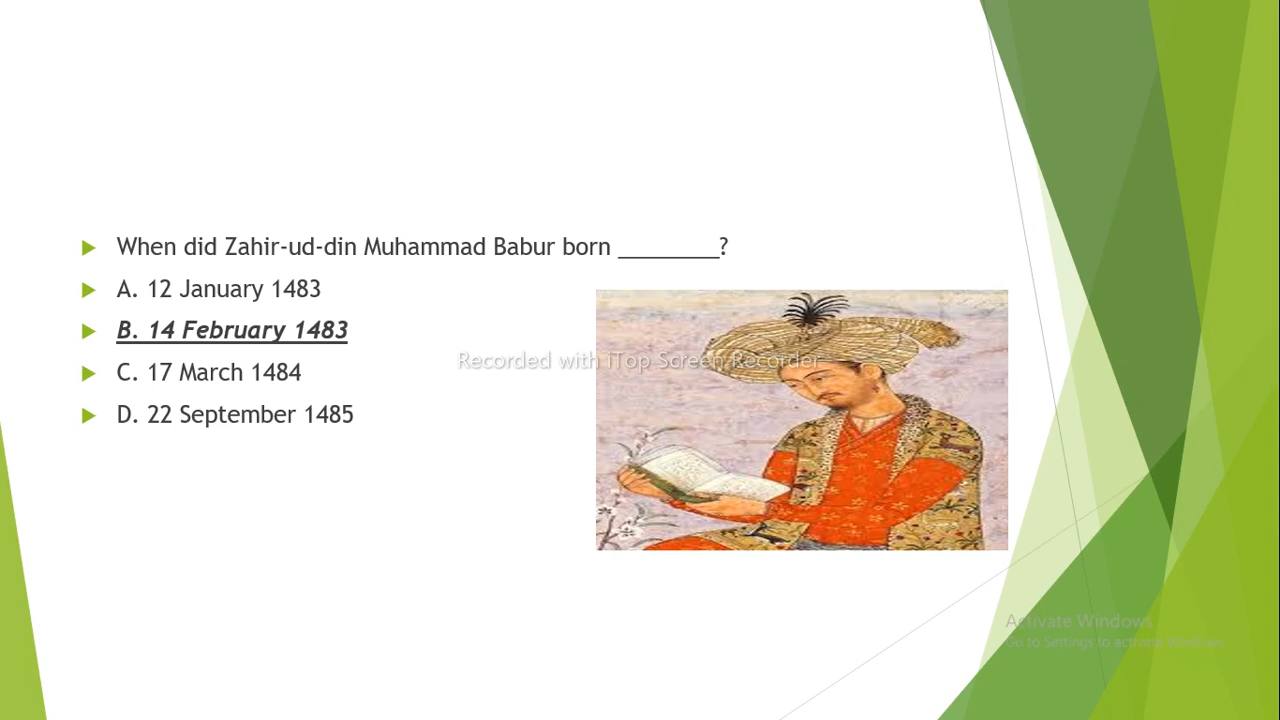 When did Zahir-ud-din Muhammad Babur born ________?
A. 12 January 1483
B. 14 February 1483
C. 17 March 1484
D. 22 September 1485
Recorded with iTop Screen Recorder
Activate Windows
Go to Settings to activate Windows.